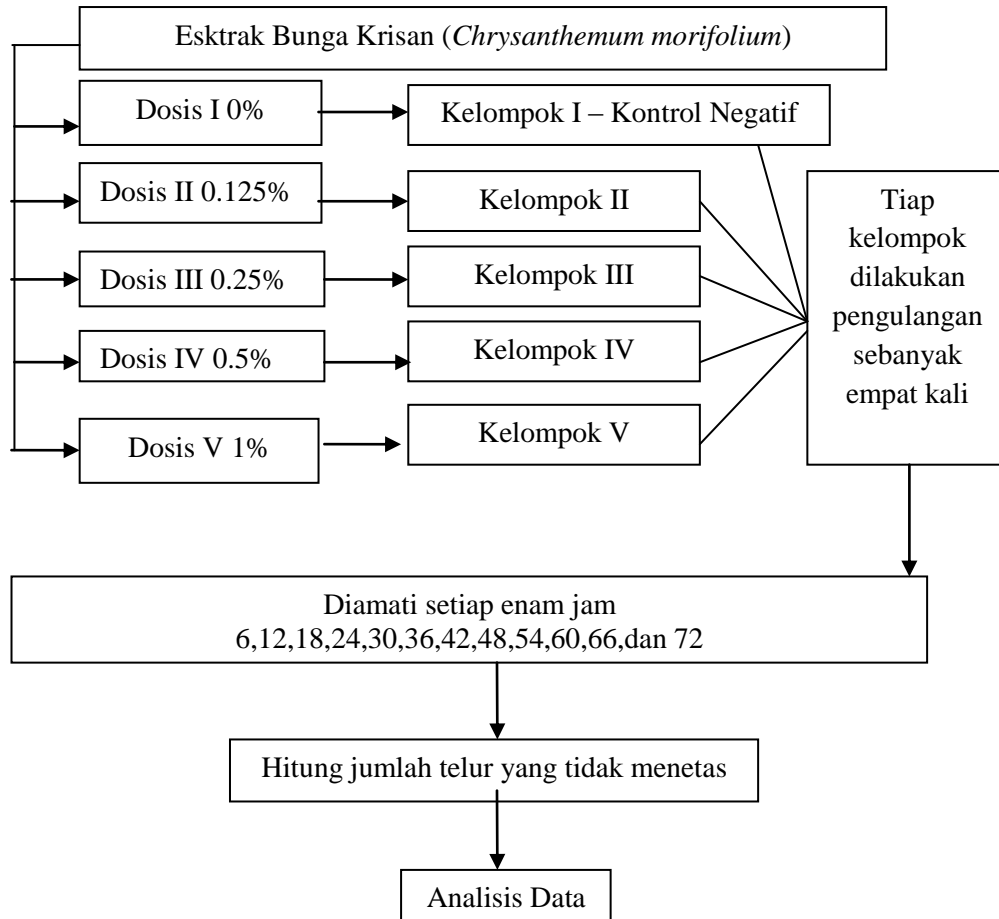 Esktrak Bunga Krisan (Chrysanthemum morifolium)
Dosis I 0%
Kelompok I – Kontrol Negatif
Dosis II 0.125%
Kelompok II
Dosis III 0.25%
Kelompok III
Dosis IV 0.5%
Kelompok IV
Dosis V 1%
Kelompok V
Tiap
kelompok
dilakukan
pengulangan
sebanyak
empat kali
Diamati setiap enam jam
6,12,18,24,30,36,42,48,54,60,66,dan 72
Hitung jumlah telur yang tidak menetas
Analisis Data